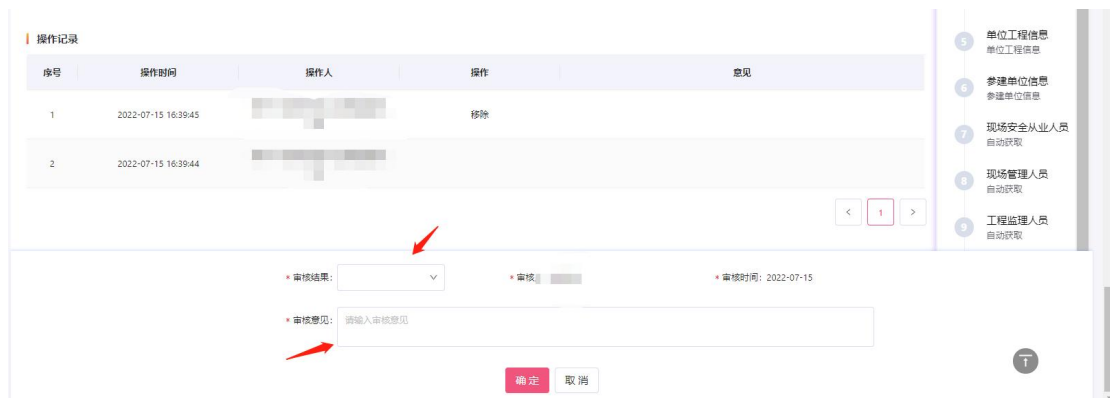 操作记录
序号 操作时间 操作人 操作 意见
1 2022-07-15 16:39:45 移除
2 2022-07-15 16:39:44
< 1 >
5 单位工程信息
单位工程信息
6 参建单位信息
参建单位信息
7 现场安全从业人员
自动获取
8 现场管理人员
自动获取
9 工程监理人员
自动获取
* 审核结果: * 审核 * 审核时间: 2022-07-15
* 审核意见: 请输入审核意见
确定 取消